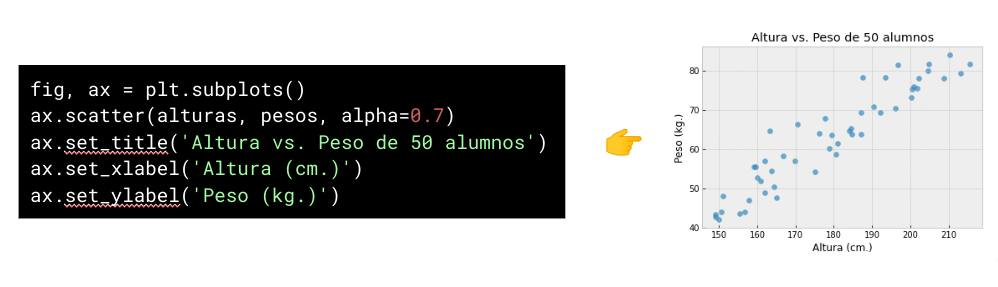 fig, ax = plt.subplots()
ax.scatter(alturas, pesos, alpha=0.7)
ax.set_title('Altura vs. Peso de 50 alumnos')
ax.set_xlabel('Altura (cm.)')
ax.set_ylabel('Peso (kg.)')
Altura vs. Peso de 50 alumnos
Peso (kg.)
80
70
60
50
40
150 160 170 180 190 200 210
Altura (cm.)